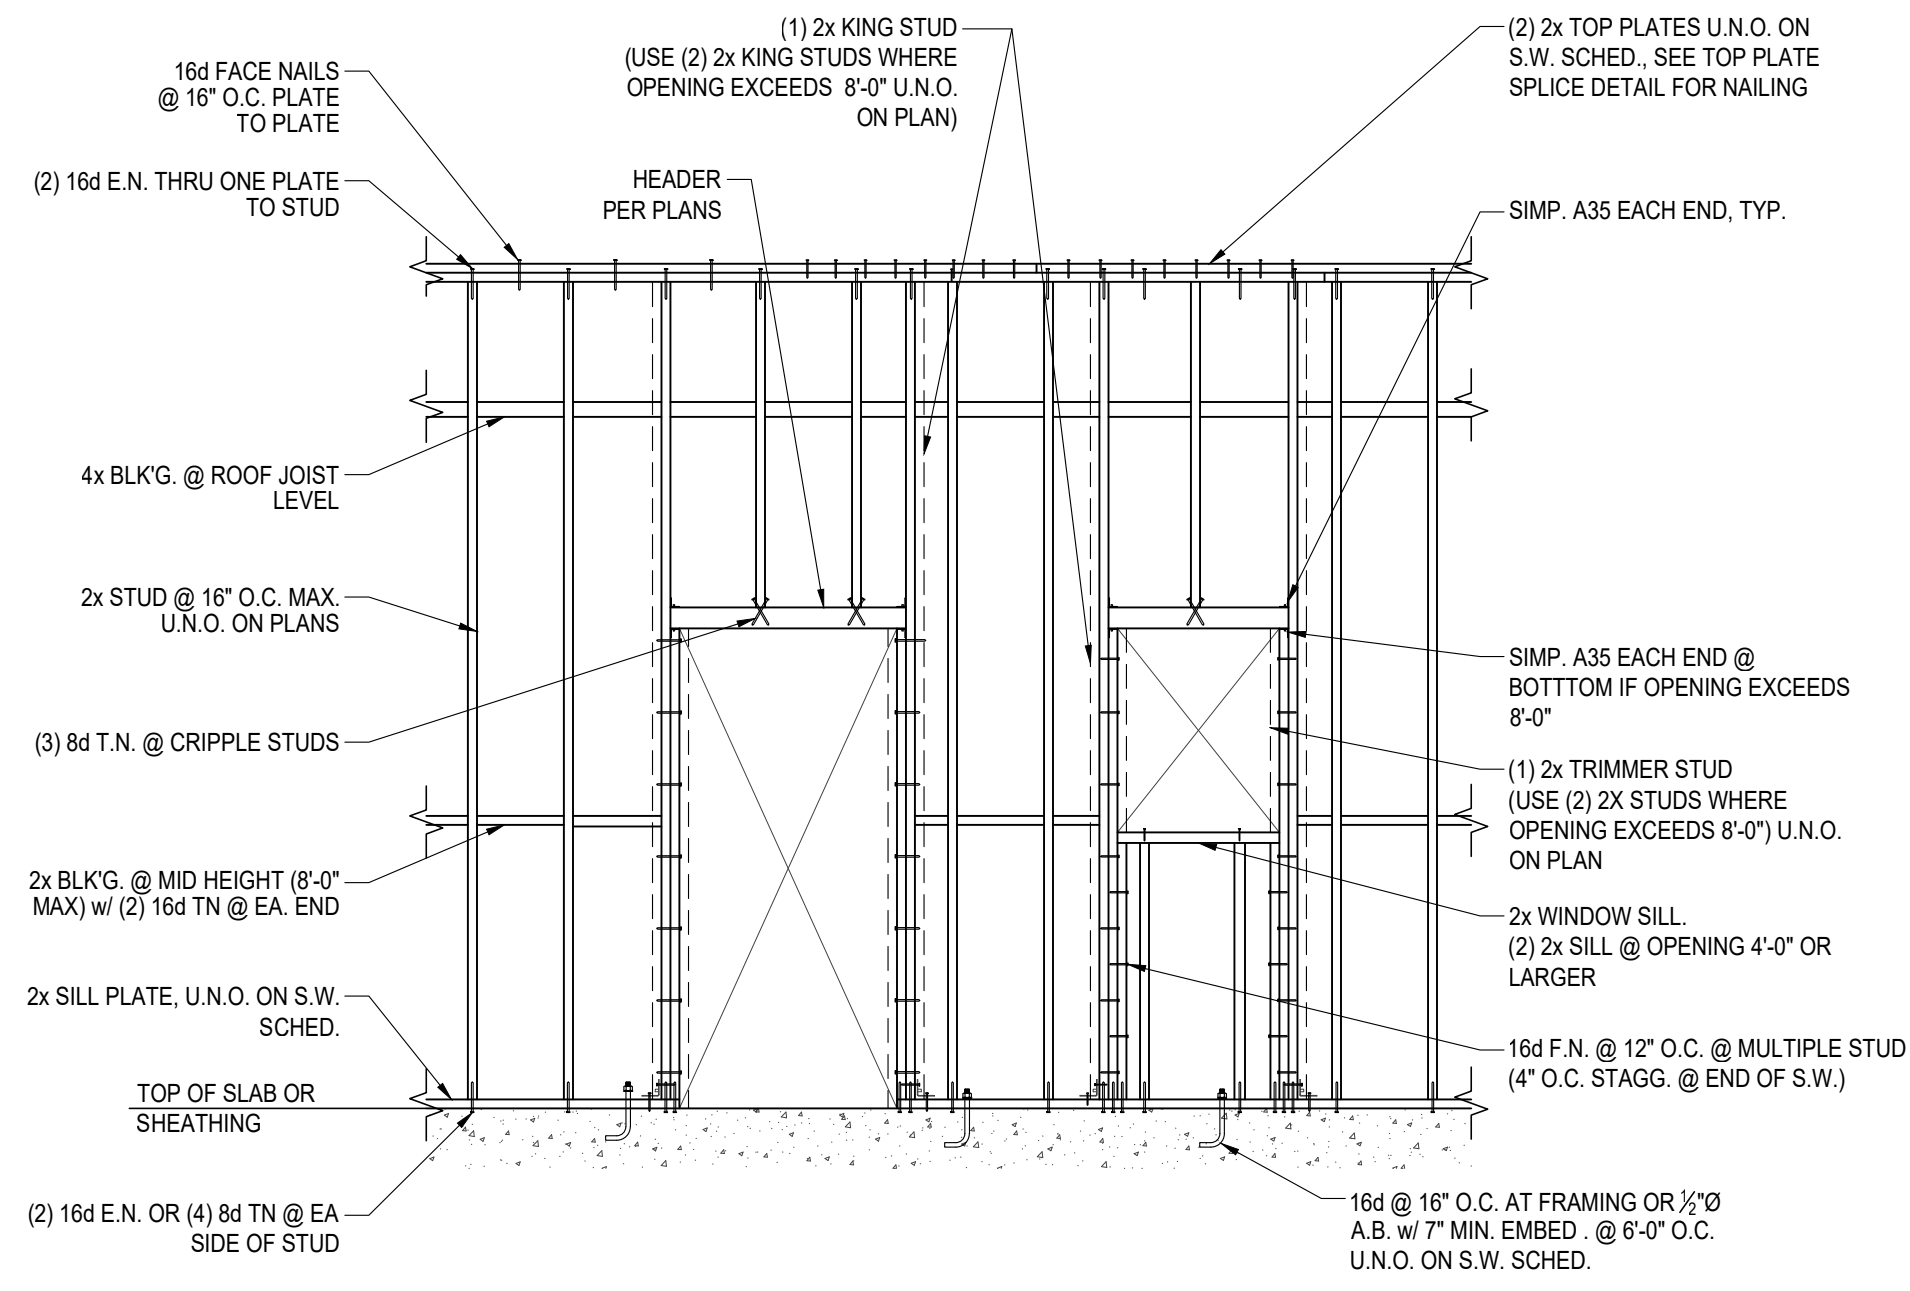 (1) 2x KING STUD
(USE (2) 2x KING STUDS WHERE
OPENING EXCEEDS 8'-0" U.N.O.
ON PLAN)
(2) 2x TOP PLATES U.N.O. ON
S.W. SCHED., SEE TOP PLATE
SPLICE DETAIL FOR NAILING
16d FACE NAILS
@ 16" O.C. PLATE
TO PLATE
(2) 16d E.N. THRU ONE PLATE
TO STUD
HEADER
PER PLANS
SIMP. A35 EACH END, TYP.
4x BLK'G. @ ROOF JOIST
LEVEL
2x STUD @ 16" O.C. MAX.
U.N.O. ON PLANS
(3) 8d T.N. @ CRIPPLE STUDS
2x BLK'G. @ MID HEIGHT (8'-0"
MAX) w/ (2) 16d TN @ EA. END
2x SILL PLATE, U.N.O. ON S.W.
SCHED.
TOP OF SLAB OR
SHEATHING
(2) 16d E.N. OR (4) 8d TN @ EA
SIDE OF STUD
SIMP. A35 EACH END @
BOTTTOM IF OPENING EXCEEDS
8'-0"
(1) 2x TRIMMER STUD
(USE (2) 2X STUDS WHERE
OPENING EXCEEDS 8'-0") U.N.O.
ON PLAN
2x WINDOW SILL.
(2) 2x SILL @ OPENING 4'-0" OR
LARGER
16d F.N. @ 12" O.C. @ MULTIPLE STUD
(4" O.C. STAGG. @ END OF S.W.)
16d @ 16" O.C. AT FRAMING OR ½"Ø
A.B. w/ 7" MIN. EMBED . @ 6'-0" O.C.
U.N.O. ON S.W. SCHED.